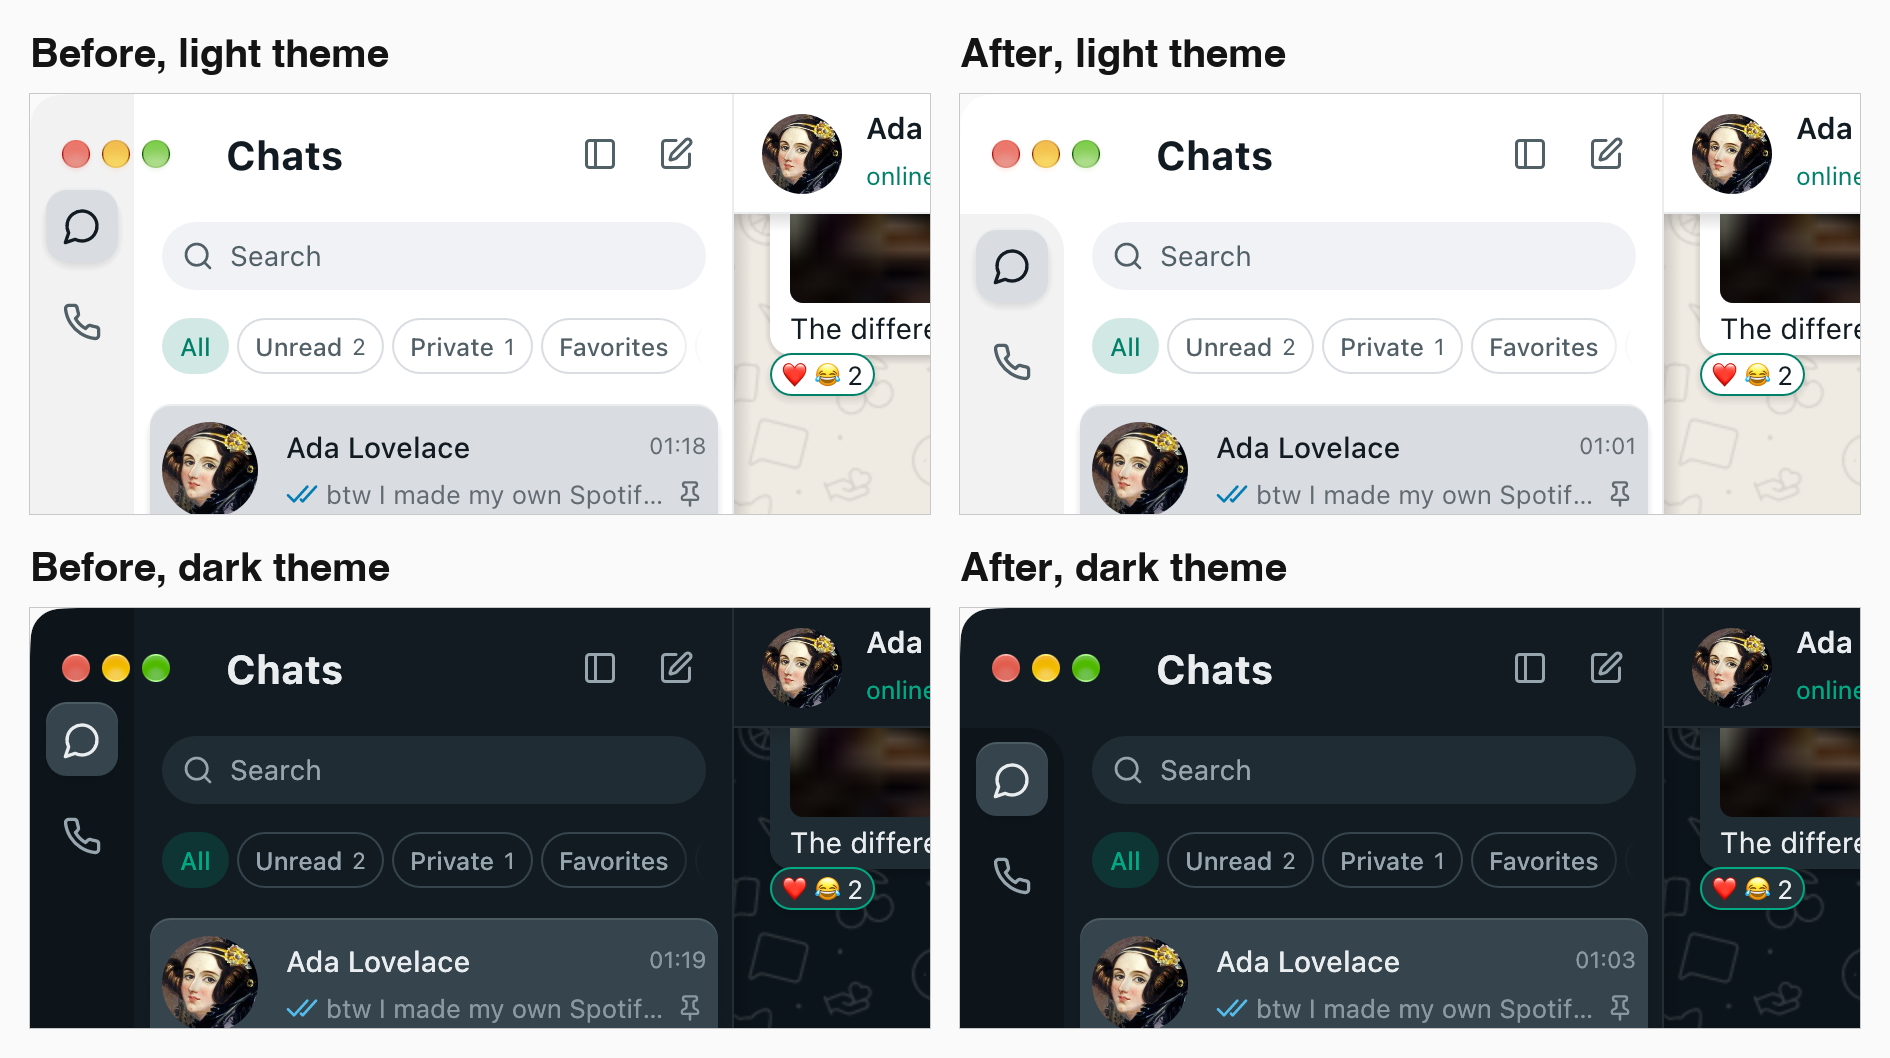 Before, light theme
Chats
Search
All
Unread 2
Private 1
Favorites
Ada Lovelace
01:18
btw I made my own Spotif...
Ada
online
The differe
2
After, light theme
Chats
Search
All
Unread 2
Private 1
Favorites
Ada Lovelace
01:01
btw I made my own Spotif...
Ada
online
The differe
2
Before, dark theme
Chats
Search
All
Unread 2
Private 1
Favorites
Ada Lovelace
01:19
btw I made my own Spotif...
Ada
online
The differe
2
After, dark theme
Chats
Search
All
Unread 2
Private 1
Favorites
Ada Lovelace
01:03
btw I made my own Spotif...
Ada
online
The differe
2